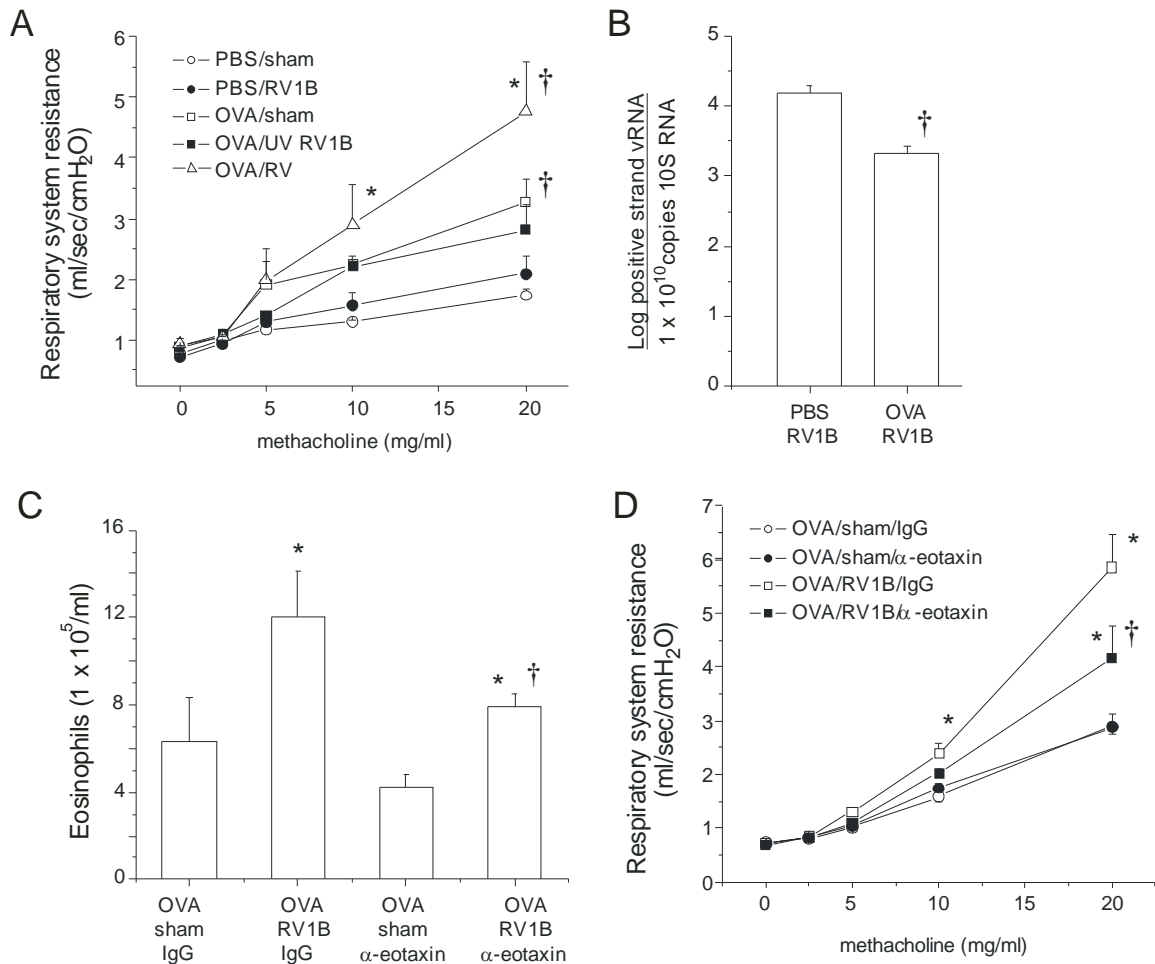 A
Respiratory system resistance
(ml/sec/cmH2O)
6
5
4
3
2
1
PBS/sham
PBS/RV1B
OVA/sham
OVA/UV RV1B
OVA/RV
* †
*
†
0 5 10 15 20
methacholine (mg/ml)
B
Log positive strand vRNA
1 x 10^10 copies 10S RNA
5
4
3
2
1
0
†
PBS OVA
RV1B RV1B
C
Eosinophils (1 x 10^5/ml)
16
12
8
4
0
*
* †
OVA OVA OVA OVA
sham RV1B sham RV1B
IgG IgG α-eotaxin α-eotaxin
D
Respiratory system resistance
(ml/sec/cmH2O)
7
6
5
4
3
2
1
0
OVA/sham/IgG
OVA/sham/α-eotaxin
OVA/RV1B/IgG
OVA/RV1B/α-eotaxin
*
* †
*
0 5 10 15 20
methacholine (mg/ml)